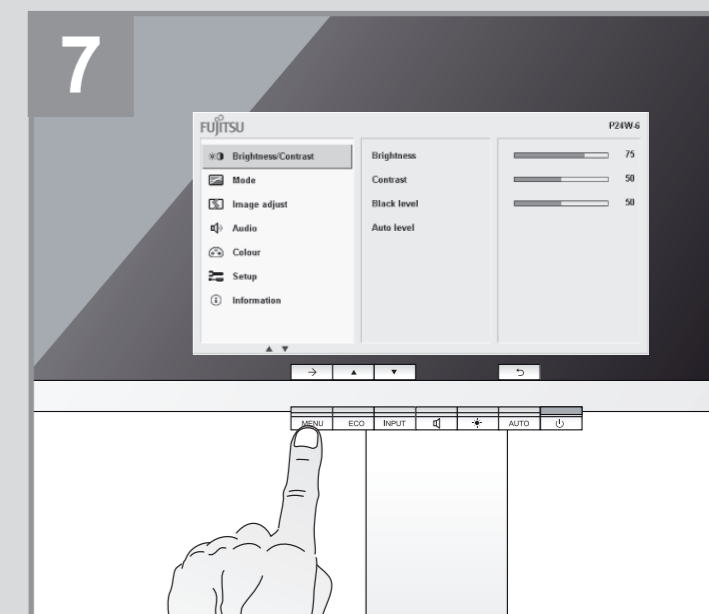 7
FUJITSU P24W-6
Brightness/Contrast Brightness 75
Mode Contrast 50
Image adjust Black level 50
Audio Auto level
Colour
Setup
Information
MENU ECO INPUT AUTO